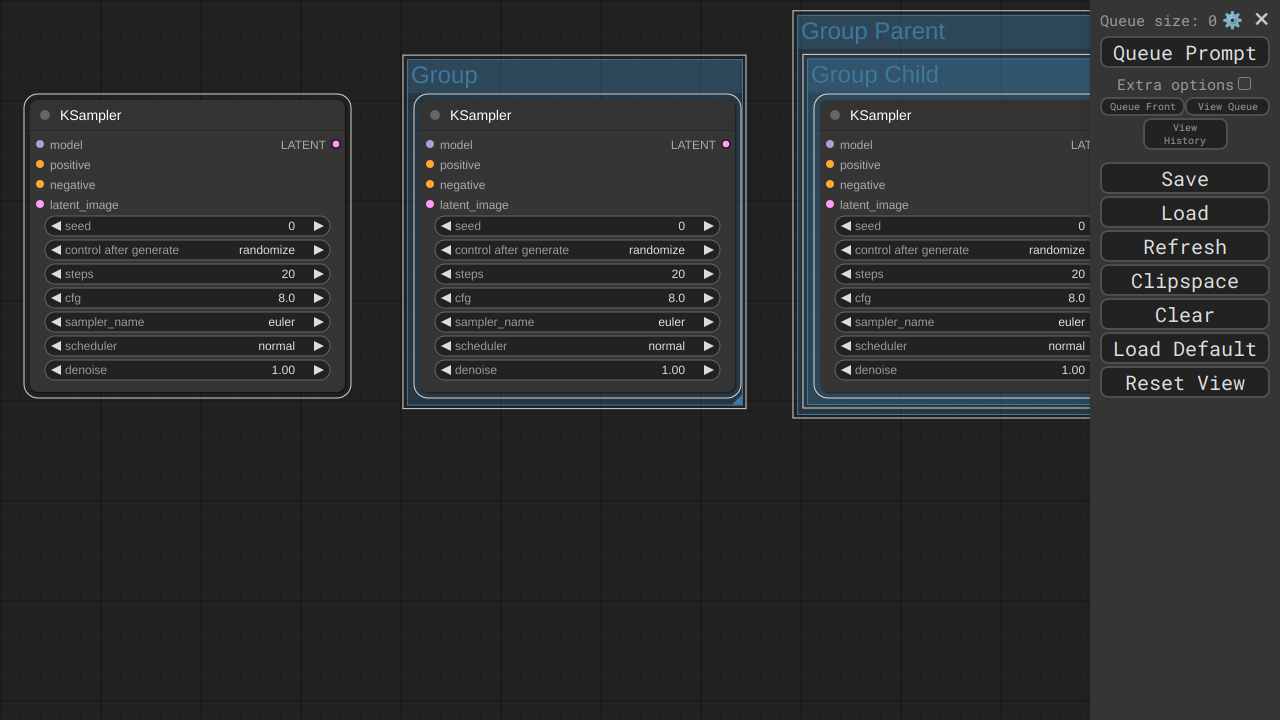 KSampler
model LATENT
positive
negative
latent_image
seed 0
control after generate randomize
steps 20
cfg 8.0
sampler_name euler
scheduler normal
denoise 1.00
Group
KSampler
model LATENT
positive
negative
latent_image
seed 0
control after generate randomize
steps 20
cfg 8.0
sampler_name euler
scheduler normal
denoise 1.00
Group Parent
Group Child
KSampler
model LAT
positive
negative
latent_image
seed 0
control after generate randomize
steps 20
cfg 8.0
sampler_name euler
scheduler normal
denoise 1.00
Queue size: 0
Queue Prompt
Extra options
Queue Front View Queue
View
History
Save
Load
Refresh
Clipspace
Clear
Load Default
Reset View